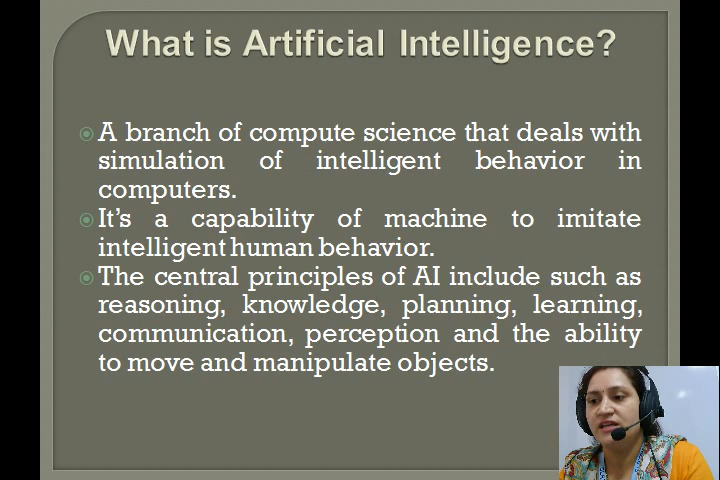 What is Artificial Intelligence?
A branch of compute science that deals with
simulation of intelligent behavior in
computers.
It's a capability of machine to imitate
intelligent human behavior.
The central principles of AI include such as
reasoning, knowledge, planning, learning,
communication, perception and the ability
to move and manipulate objects.